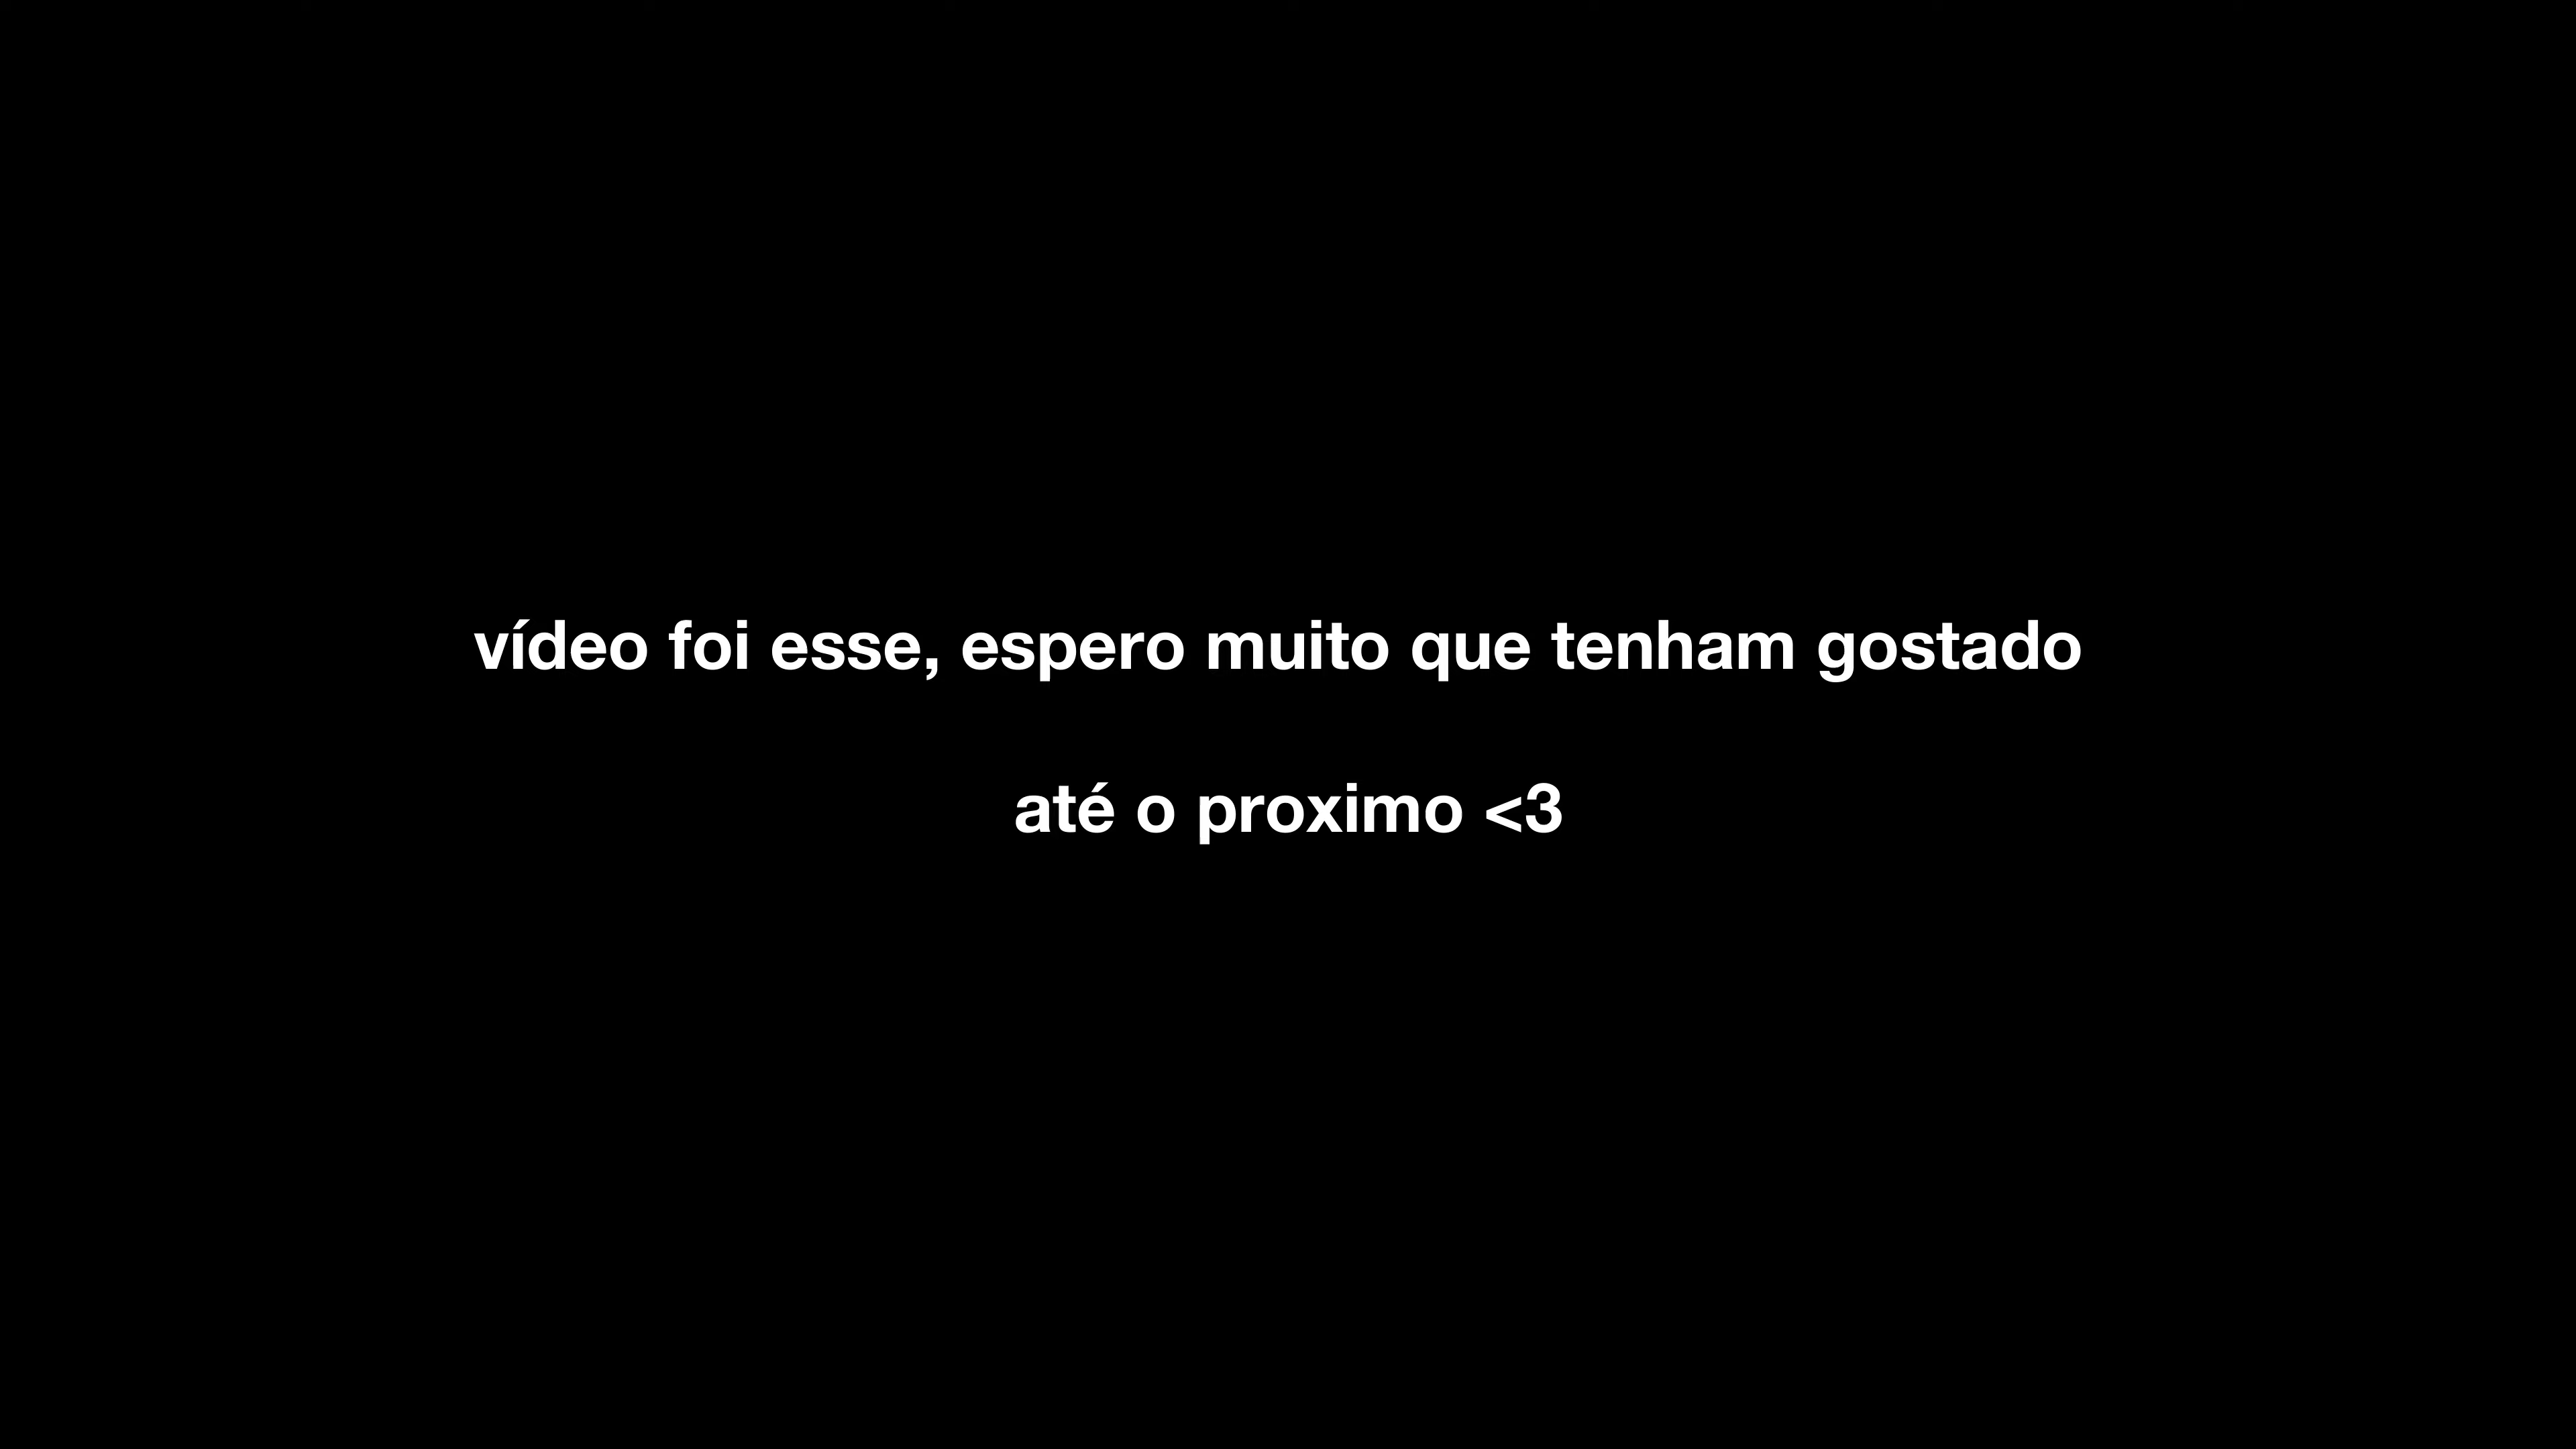 vídeo foi esse, espero muito que tenham gostado
até o proximo <3